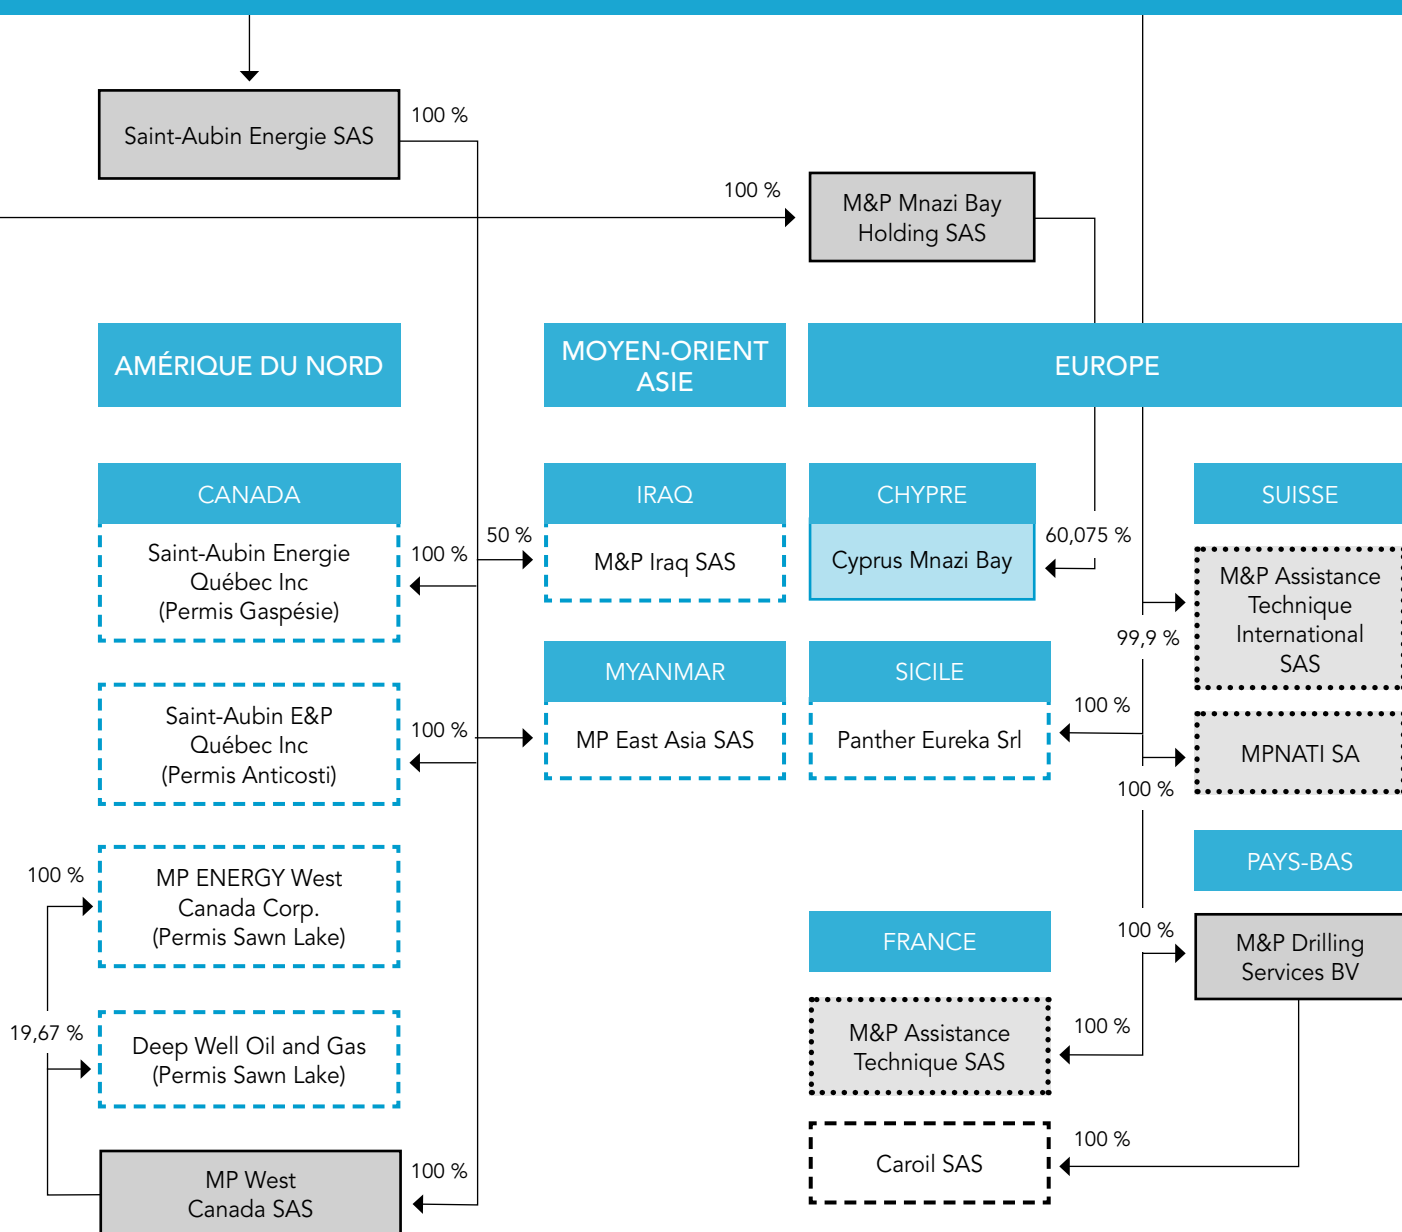 100 %
Saint-Aubin Energie SAS
100 %
M&P Mnazi Bay
Holding SAS
AMÉRIQUE DU NORD
MOYEN-ORIENT
ASIE
EUROPE
CANADA
Saint-Aubin Energie
Québec Inc
(Permis Gaspésie)
100 %
50 %
IRAQ
M&P Iraq SAS
CHYPRE
Cyprus Mnazi Bay
60,075 %
SUISSE
M&P Assistance
Technique
International
SAS
99,9 %
Saint-Aubin E&P
Québec Inc
(Permis Anticosti)
100 %
MYANMAR
MP East Asia SAS
SICILE
Panther Eureka Srl
100 %
MPNATI SA
100 %
100 %
MP ENERGY West
Canada Corp.
(Permis Sawn Lake)
PAYS-BAS
100 %
M&P Drilling
Services BV
FRANCE
M&P Assistance
Technique SAS
100 %
19,67 %
Deep Well Oil and Gas
(Permis Sawn Lake)
Caroil SAS
100 %
MP West
Canada SAS
100 %